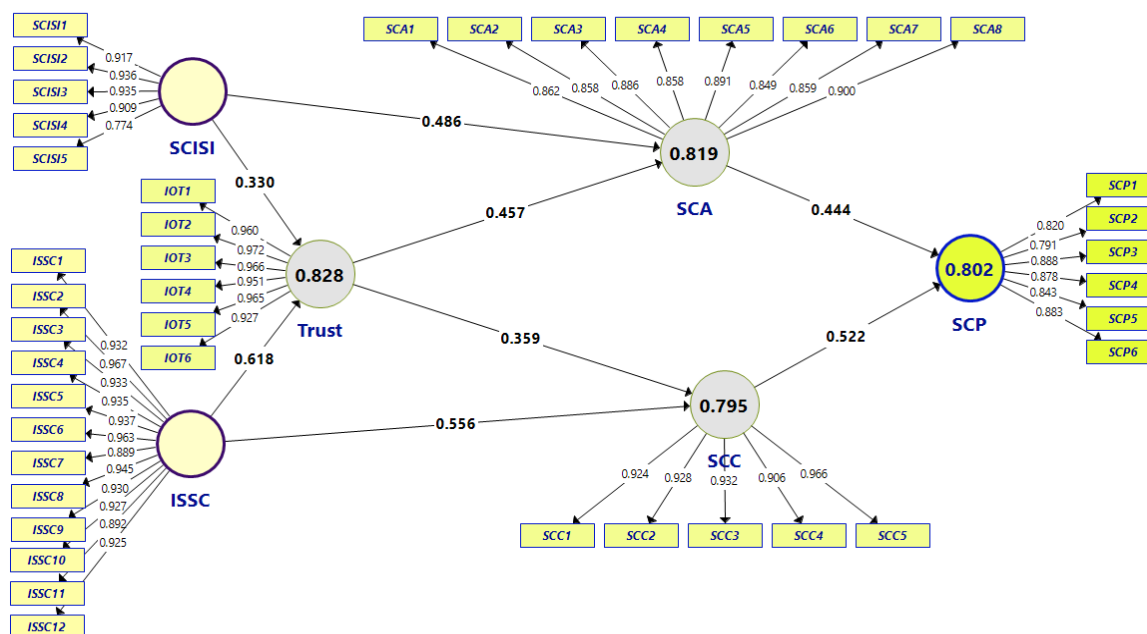 SCISI1
SCISI2
SCISI3
SCISI4
SCISI5
0.917
0.936
0.935
0.909
0.774
SCISI
SCA1
SCA2
SCA3
SCA4
SCA5
SCA6
SCA7
SCA8
0.862
0.858
0.886
0.858
0.891
0.849
0.859
0.900
0.486
0.819
SCA
0.330
0.457
0.444
IOT1
IOT2
IOT3
IOT4
IOT5
IOT6
0.960
0.972
0.966
0.951
0.965
0.927
0.828
Trust
SCP1
SCP2
SCP3
SCP4
SCP5
SCP6
0.820
0.791
0.888
0.878
0.843
0.883
0.802
SCP
0.618
0.359
0.522
0.556
ISSC1
ISSC2
ISSC3
ISSC4
ISSC5
ISSC6
ISSC7
ISSC8
ISSC9
ISSC10
ISSC11
ISSC12
0.932
0.967
0.933
0.935
0.937
0.963
0.889
0.945
0.930
0.927
0.892
0.925
ISSC
0.795
SCC
0.924
0.928
0.932
0.906
0.966
SCC1
SCC2
SCC3
SCC4
SCC5